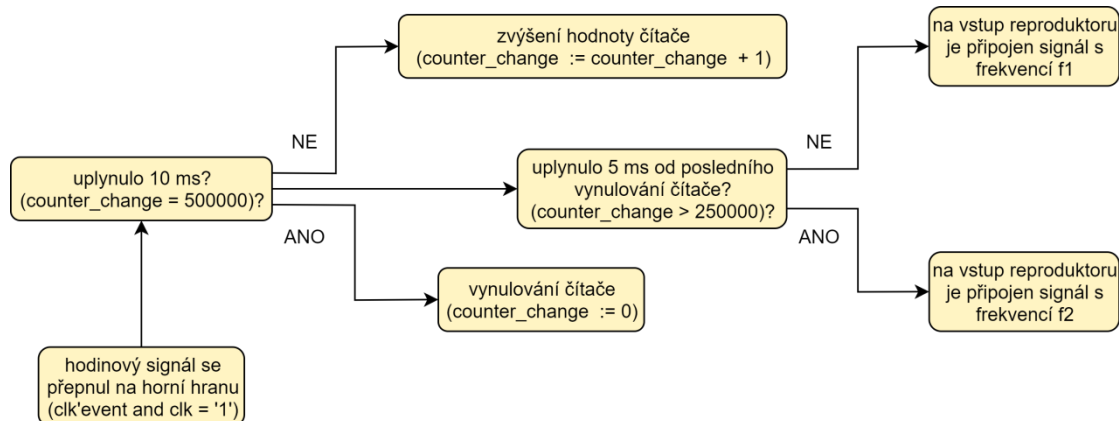 zvýšení hodnoty čítače
(counter_change := counter_change + 1)
na vstup reproduktoru
je připojen signál s
frekvencí f1
NE
NE
uplynulo 10 ms?
(counter_change = 500000)?
uplynulo 5 ms od posledního
vynulování čítače?
(counter_change > 250000)?
ANO
ANO
vynulování čítače
(counter_change := 0)
na vstup reproduktoru
je připojen signál s
frekvencí f2
hodinový signál se
přepnul na horní hranu
(clk'event and clk = '1')